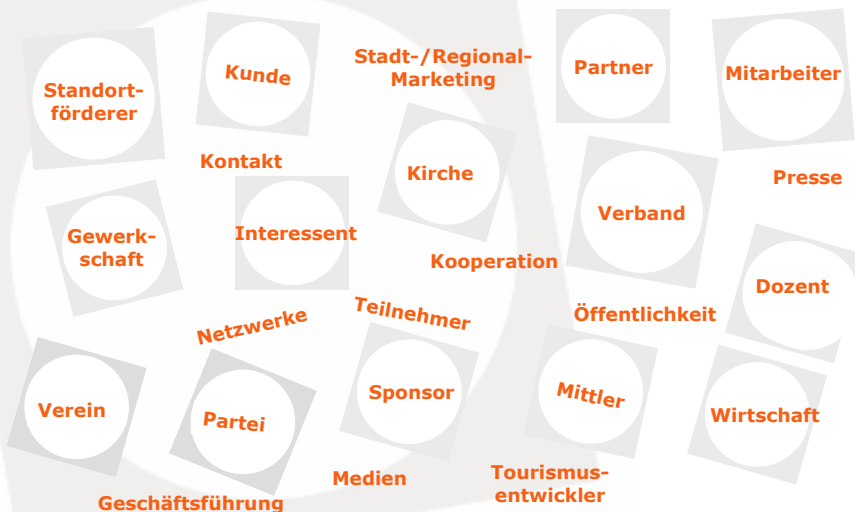 Standort-
förderer
Kunde
Stadt-/Regional-
Marketing
Partner
Mitarbeiter
Kontakt
Kirche
Presse
Gewerk-
schaft
Interessent
Verband
Kooperation
Dozent
Netzwerke
Teilnehmer
Öffentlichkeit
Verein
Partei
Sponsor
Mittler
Wirtschaft
Medien
Tourismus-
entwickler
Geschäftsführung